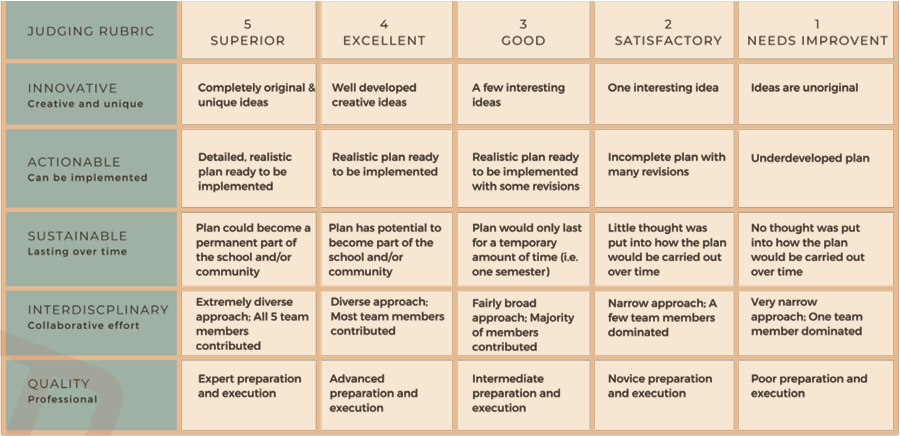 JUDGING RUBRIC
5
SUPERIOR
4
EXCELLENT
3
GOOD
2
SATISFACTORY
1
NEEDS IMPROVENT
INNOVATIVE
Creative and unique
Completely original &
unique ideas
Well developed
creative ideas
A few interesting
ideas
One interesting idea
Ideas are unoriginal
ACTIONABLE
Can be implemented
Detailed, realistic
plan ready to be
implemented
Realistic plan ready
to be implemented
Realistic plan ready
to be implemented
with some revisions
Incomplete plan with
many revisions
Underdeveloped plan
SUSTAINABLE
Lasting over time
Plan could become a
permanent part of
the school and/or
community
Plan has potential to
become part of the
school and/or
community
Plan would only last
for a temporary
amount of time (i.e.
one semester)
Little thought was
put into how the plan
would be carried out
over time
No thought was put
into how the plan
would be carried out
over time
INTERDISCPLINARY
Collaborative effort
Extremely diverse
approach; All 5 team
members
contributed
Diverse approach;
Most team members
contributed
Fairly broad
approach; Majority
of members
contributed
Narrow approach; A
few team members
dominated
Very narrow
approach; One team
member dominated
QUALITY
Professional
Expert preparation
and execution
Advanced
preparation and
execution
Intermediate
preparation and
execution
Novice preparation
and execution
Poor preparation and
execution